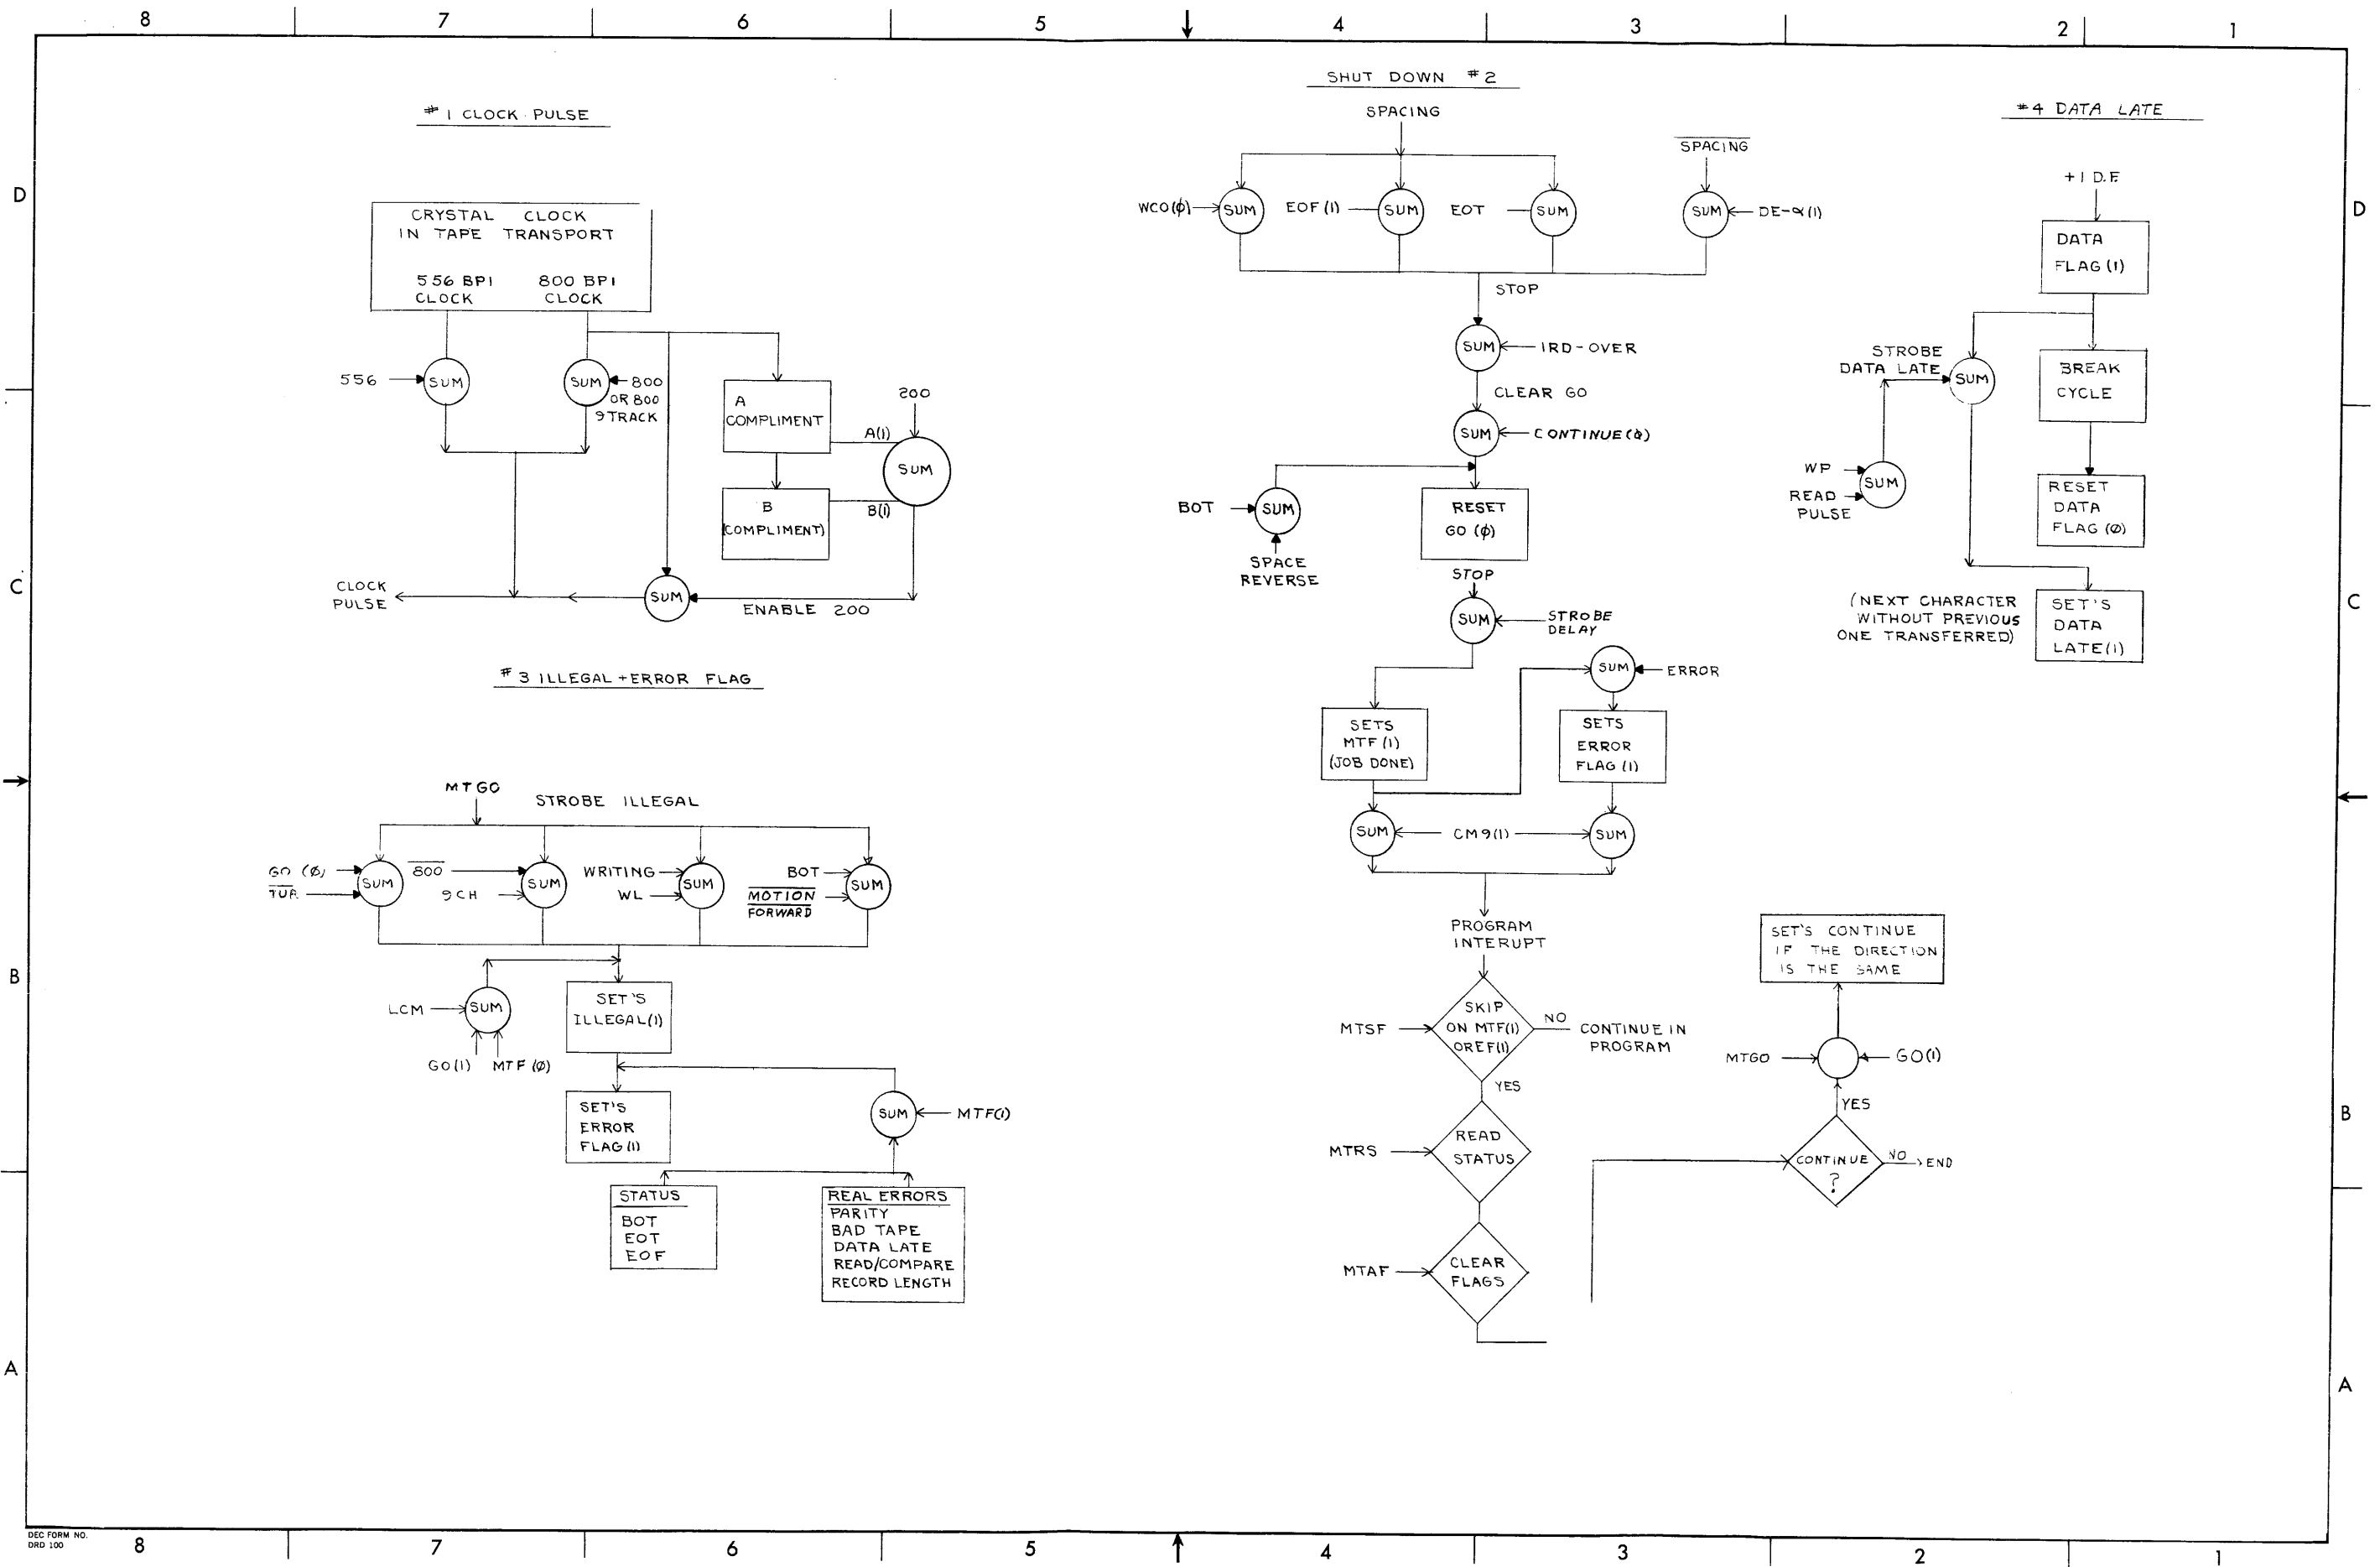 8 7 6 5 4 3 2 1
D
C
B
A
# 1 CLOCK PULSE
CRYSTAL CLOCK
IN TAPE TRANSPORT
556 BPI 800 BPI
CLOCK CLOCK
556
SUM
SUM
800
OR 800
9 TRACK
A
COMPLIMENT
A(1)
200
SUM
B
(COMPLIMENT)
B(1)
CLOCK
PULSE
SUM
ENABLE 200
# 3 ILLEGAL + ERROR FLAG
MTGO
STROBE ILLEGAL
GO (Ø)
TUR
SUM
800
9CH
SUM
WRITING
WL
SUM
BOT
MOTION
FORWARD
SUM
LCM
SUM
GO(1) MTF(Ø)
SET'S
ILLEGAL(1)
SET'S
ERROR
FLAG(1)
SUM
MTF(1)
STATUS
BOT
EOT
EOF
REAL ERRORS
PARITY
BAD TAPE
DATA LATE
READ/COMPARE
RECORD LENGTH
SHUT DOWN #2
SPACING
SPACING
WCO(Ø)
SUM
EOF(1)
SUM
EOT
SUM
SUM
DE-α(1)
STOP
SUM
IRD-OVER
CLEAR GO
SUM
CONTINUE(Ø)
BOT
SUM
SPACE
REVERSE
RESET
GO (Ø)
STOP
SUM
STROBE
DELAY
SUM
ERROR
SETS
MTF(1)
(JOB DONE)
SETS
ERROR
FLAG(1)
SUM
CM9(1)
SUM
PROGRAM
INTERUPT
MTSF
SKIP
ON MTF(1)
OREF(1)
NO
CONTINUE IN
PROGRAM
YES
MTRS
READ
STATUS
MTAF
CLEAR
FLAGS
SET'S CONTINUE
IF THE DIRECTION
IS THE SAME
MTGO
GO(1)
YES
CONTINUE
?
NO
END
#4 DATA LATE
+1 D.F.
DATA
FLAG(1)
STROBE
DATA LATE
SUM
BREAK
CYCLE
WP
READ
PULSE
SUM
RESET
DATA
FLAG(Ø)
(NEXT CHARACTER
WITHOUT PREVIOUS
ONE TRANSFERRED)
SET'S
DATA
LATE(1)
D
C
B
A
DEC FORM NO.
DRD 100
8 7 6 5 4 3 2 1